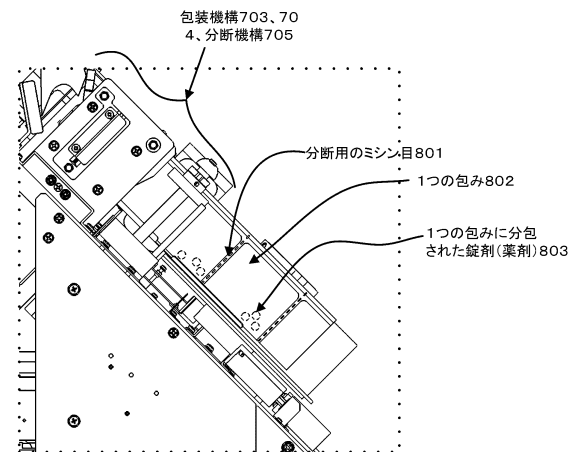 包装機構703、70
4、分断機構705
分断用のミシン目801
1つの包み802
1つの包みに分包
された錠剤（薬剤）803